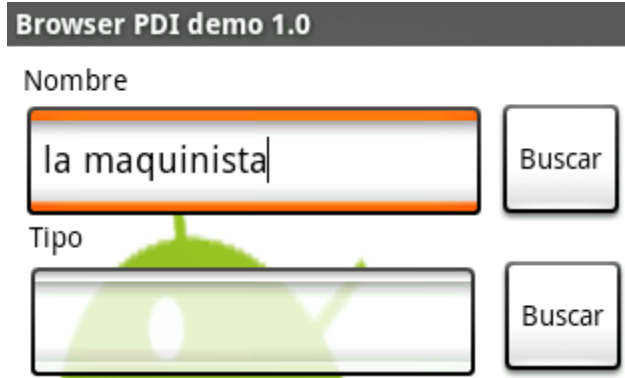 Browser PDI demo 1.0
Nombre
la maquinista
Buscar
Tipo
Buscar